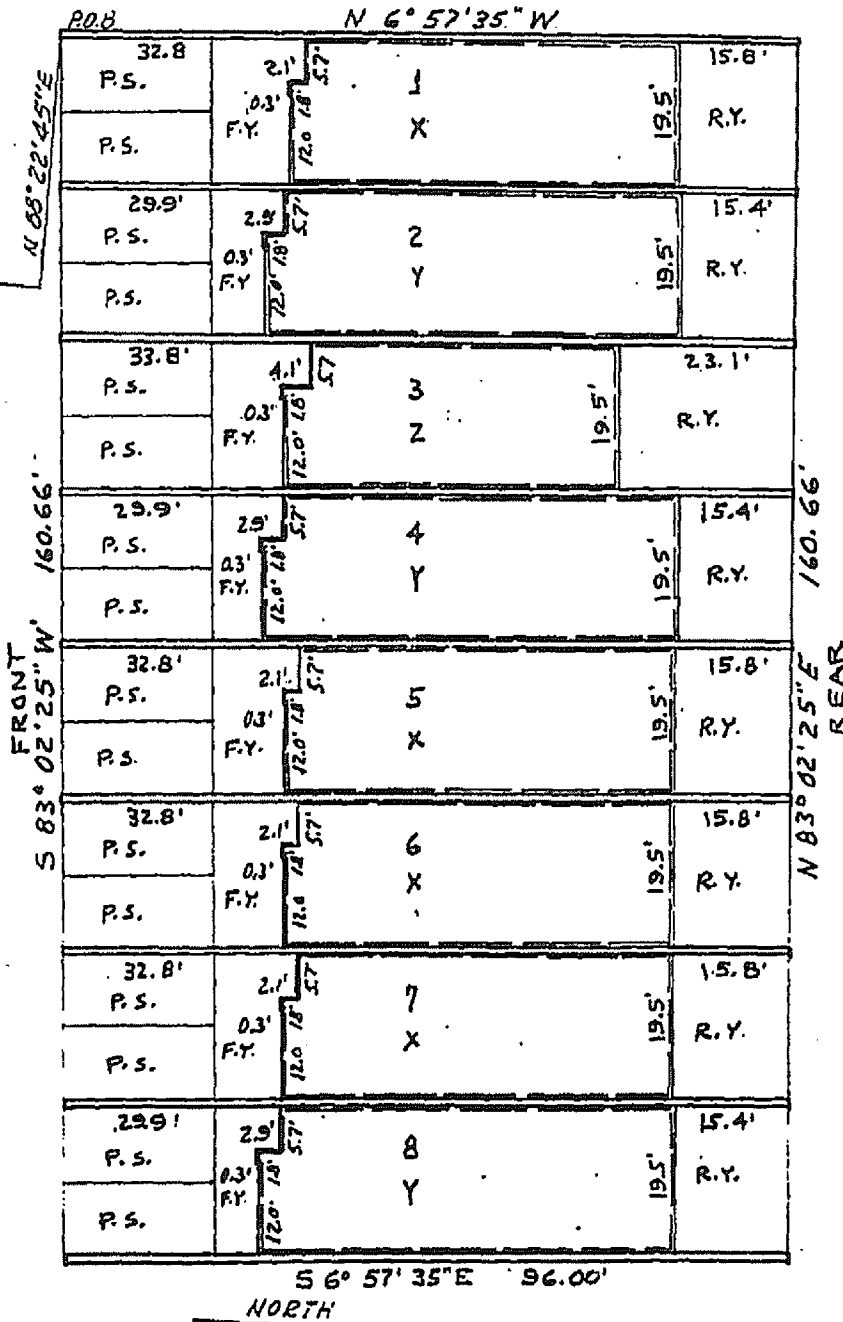 P.O.B
N 6° 57' 35" W
N 88° 22' 45" E
32.8
P.S.
P.S.
2.1'
5.7'
0.3'
F.Y.
12.0 1.8'
1
X
19.5'
15.8'
R.Y.
29.9'
P.S.
P.S.
2.9'
5.7'
0.3'
F.Y.
12.0' 1.8'
2
Y
19.5'
15.4'
R.Y.
33.8'
P.S.
P.S.
4.1'
5.7
0.3'
F.Y.
12.0' 1.8'
3
Z
19.5'
23.1'
R.Y.
29.9'
P.S.
P.S.
2.9'
5.7'
0.3'
F.Y.
12.0' 1.8'
4
Y
19.5'
15.4'
R.Y.
32.8'
P.S.
P.S.
2.1'
5.7'
0.3'
F.Y.
12.0' 1.8'
5
X
19.5'
15.8'
R.Y.
32.8'
P.S.
P.S.
2.1'
5.7'
0.3'
F.Y.
12.0 1.8'
6
X
19.5'
15.8'
R.Y.
32.8'
P.S.
P.S.
2.1'
5.7'
0.3'
F.Y.
12.0 1.8'
7
X
19.5'
15.8'
R.Y.
29.9'
P.S.
P.S.
2.9'
5.7'
0.3'
F.Y.
12.0' 1.8'
8
Y
19.5'
15.4'
R.Y.
FRONT
S 83° 02' 25" W 160.66'
N 83° 02' 25" E 160.66'
REAR
S 6° 57' 35" E 96.00'
NORTH